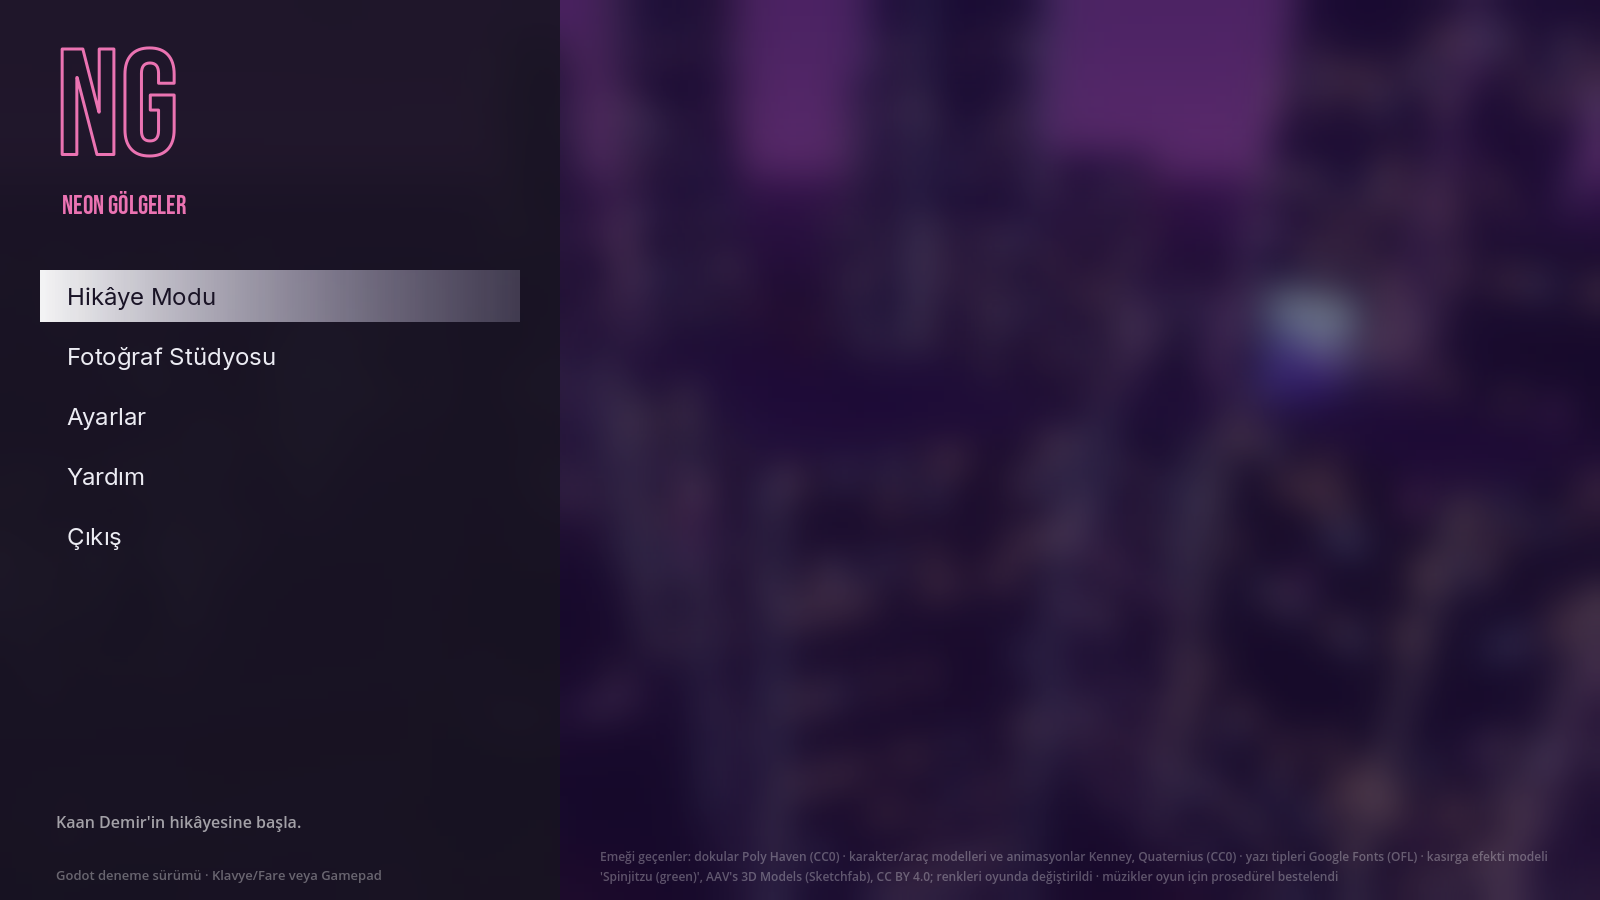 NG
NEON GÖLGELER
Hikâye Modu
Fotoğraf Stüdyosu
Ayarlar
Yardım
Çıkış
Kaan Demir'in hikâyesine başla.
Godot deneme sürümü · Klavye/Fare veya Gamepad
Emeği geçenler: dokular Poly Haven (CC0) · karakter/araç modelleri ve animasyonlar Kenney, Quaternius (CC0) · yazı tipleri Google Fonts (OFL) · kasırga efekti modeli
'Spinjitzu (green)', AAV's 3D Models (Sketchfab), CC BY 4.0; renkleri oyunda değiştirildi · müzikler oyun için prosedürel bestelendi